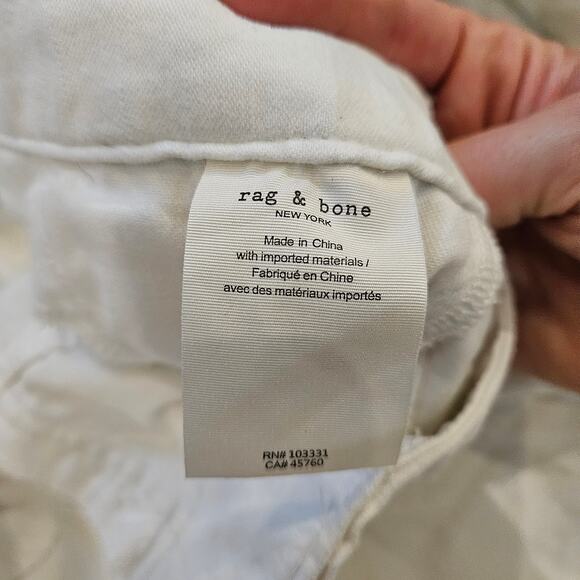 rag & bone
NEW YORK
Made in China
with imported materials /
Fabriqué en Chine
avec des matériaux importés
RN# 103331
CA# 45760